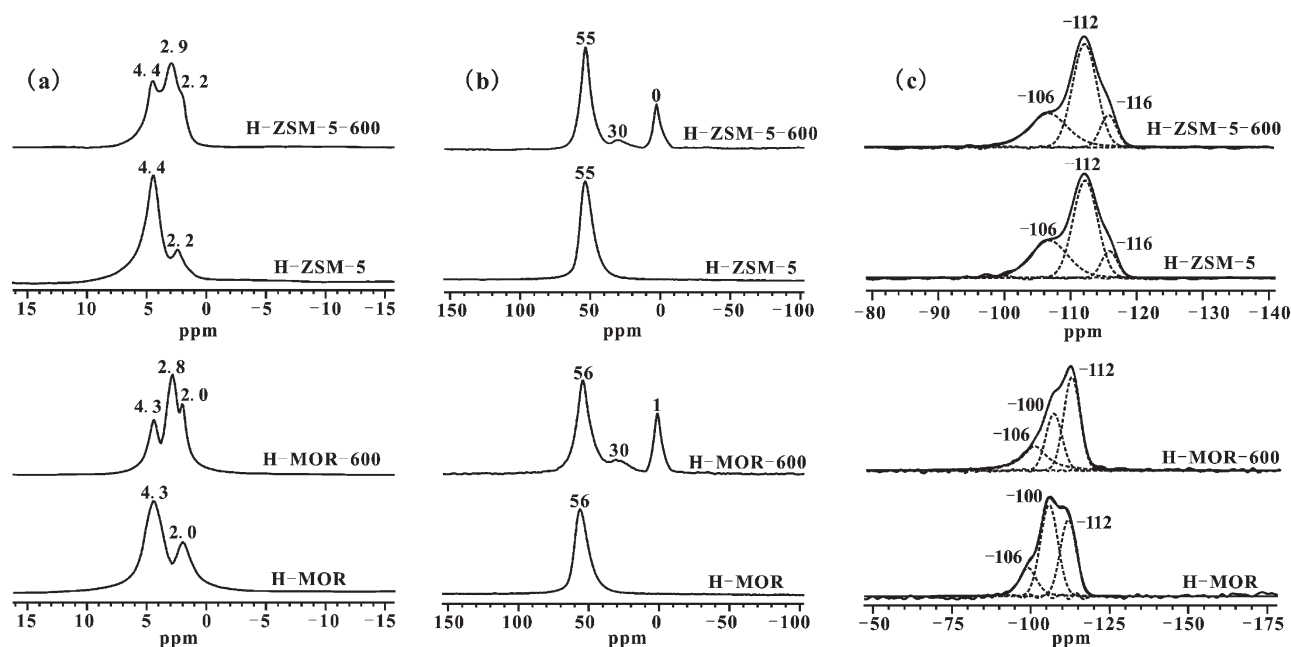 (a)
2.9
4.4
2.2
H-ZSM-5-600
4.4
2.2
H-ZSM-5
15 10 5 0 -5 -10 -15
ppm
2.8
4.3
2.0
H-MOR-600
4.3
2.0
H-MOR
15 10 5 0 -5 -10 -15
ppm
(b)
55
30
0
H-ZSM-5-600
55
H-ZSM-5
150 100 50 0 -50 -100
ppm
56
30
1
H-MOR-600
56
H-MOR
150 100 50 0 -50 -100
ppm
(c)
-112
-106
-116
H-ZSM-5-600
-112
-106
-116
H-ZSM-5
-80 -90 -100 -110 -120 -130 -140
ppm
-112
-100
-106
H-MOR-600
-100
-112
-106
H-MOR
-50 -75 -100 -125 -150 -175
ppm